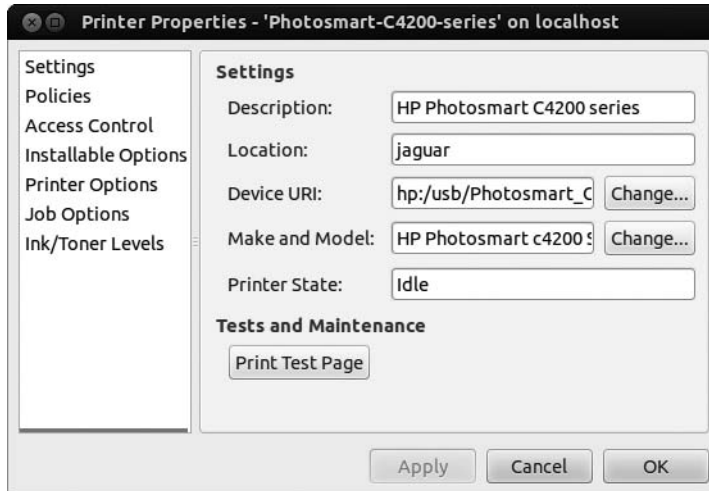 Printer Properties - 'Photosmart-C4200-series' on localhost
Settings
Policies
Access Control
Installable Options
Printer Options
Job Options
Ink/Toner Levels
Settings
Description: HP Photosmart C4200 series
Location: jaguar
Device URI: hp:/usb/Photosmart_C Change...
Make and Model: HP Photosmart c4200 S Change...
Printer State: Idle
Tests and Maintenance
Print Test Page
Apply Cancel OK